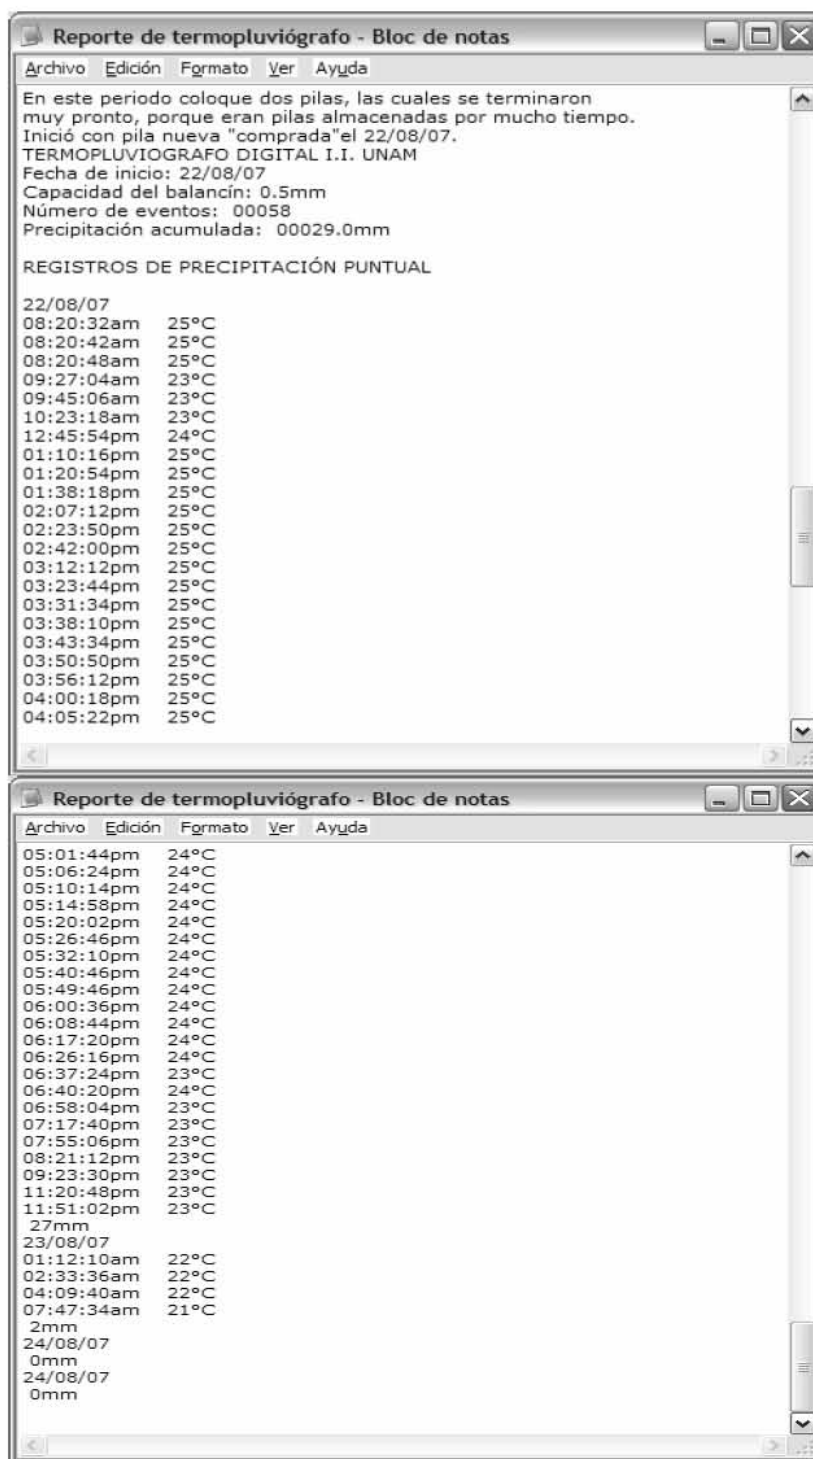 Reporte de termopluviógrafo - Bloc de notas
Archivo Edición Formato Ver Ayuda
En este periodo coloque dos pilas, las cuales se terminaron
muy pronto, porque eran pilas almacenadas por mucho tiempo.
Inició con pila nueva "comprada"el 22/08/07.
TERMOPLUVIOGRAFO DIGITAL I.I. UNAM
Fecha de inicio: 22/08/07
Capacidad del balancín: 0.5mm
Número de eventos: 00058
Precipitación acumulada: 00029.0mm
REGISTROS DE PRECIPITACIÓN PUNTUAL
22/08/07
08:20:32am 25°C
08:20:42am 25°C
08:20:48am 25°C
09:27:04am 23°C
09:45:06am 23°C
10:23:18am 23°C
12:45:54pm 24°C
01:10:16pm 25°C
01:20:54pm 25°C
01:38:18pm 25°C
02:07:12pm 25°C
02:23:50pm 25°C
02:42:00pm 25°C
03:12:12pm 25°C
03:23:44pm 25°C
03:31:34pm 25°C
03:38:10pm 25°C
03:43:34pm 25°C
03:50:50pm 25°C
03:56:12pm 25°C
04:00:18pm 25°C
04:05:22pm 25°C
Reporte de termopluviógrafo - Bloc de notas
Archivo Edición Formato Ver Ayuda
05:01:44pm 24°C
05:06:24pm 24°C
05:10:14pm 24°C
05:14:58pm 24°C
05:20:02pm 24°C
05:26:46pm 24°C
05:32:10pm 24°C
05:40:46pm 24°C
05:49:46pm 24°C
06:00:36pm 24°C
06:08:44pm 24°C
06:17:20pm 24°C
06:26:16pm 24°C
06:37:24pm 23°C
06:40:20pm 24°C
06:58:04pm 23°C
07:17:40pm 23°C
07:55:06pm 23°C
08:21:12pm 23°C
09:23:30pm 23°C
11:20:48pm 23°C
11:51:02pm 23°C
27mm
23/08/07
01:12:10am 22°C
02:33:36am 22°C
04:09:40am 22°C
07:47:34am 21°C
2mm
24/08/07
0mm
24/08/07
0mm